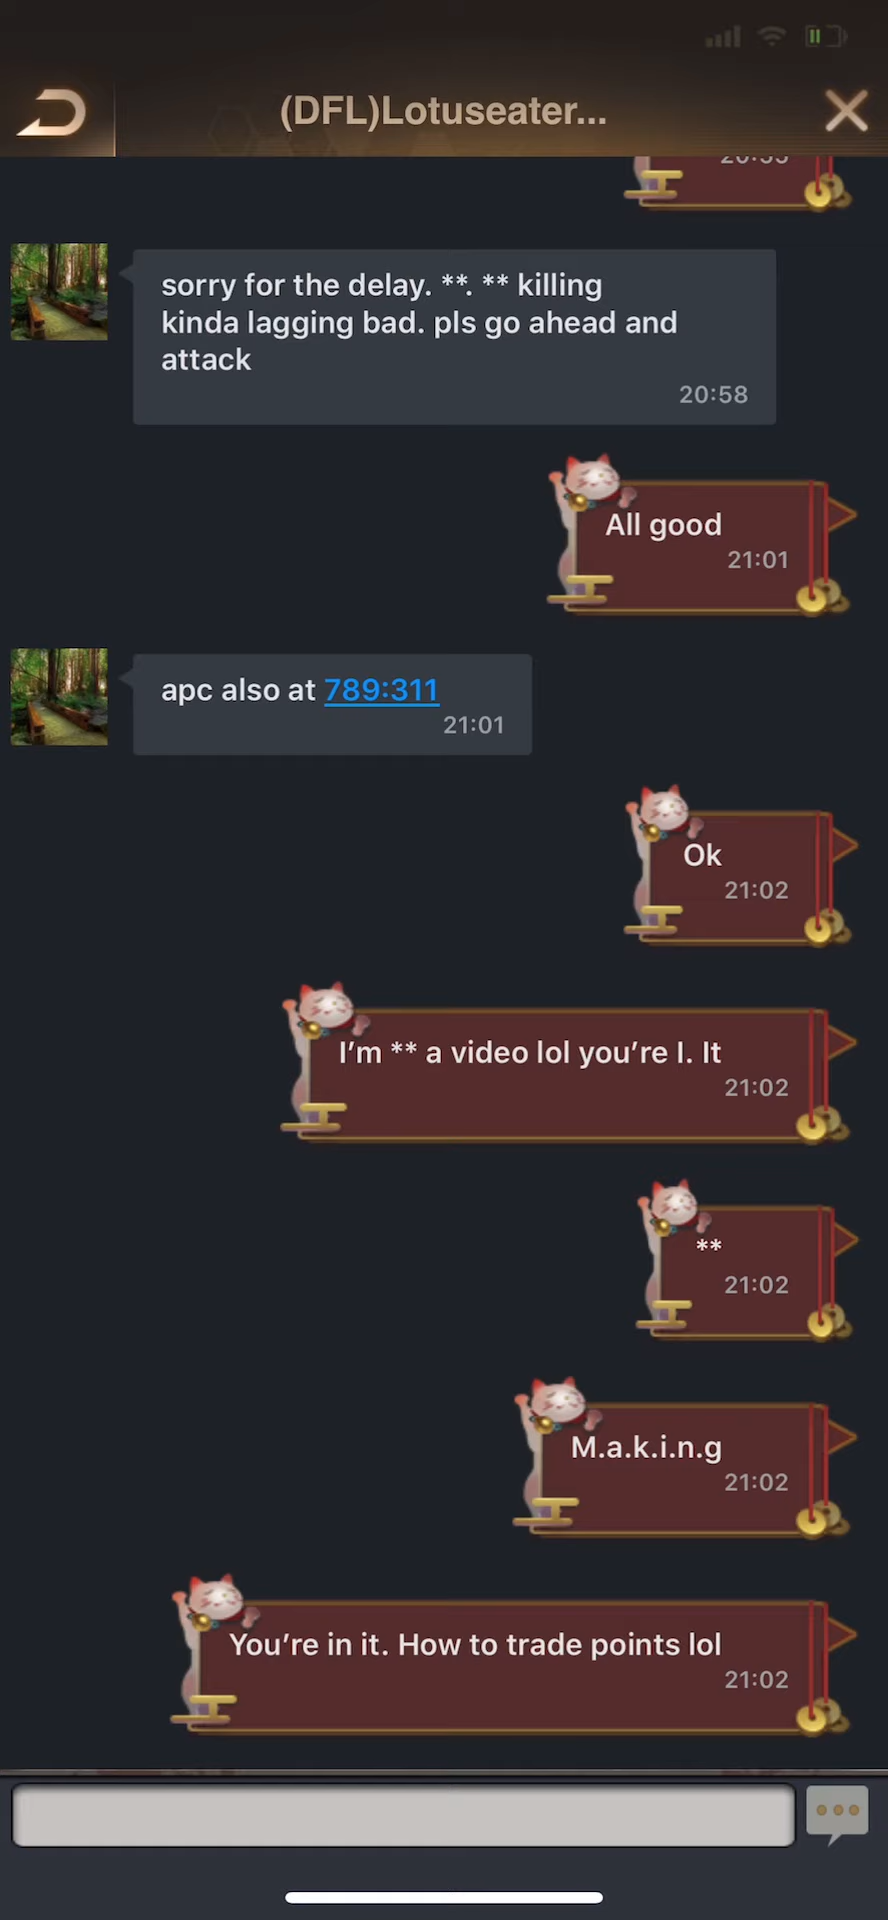 (DFL)Lotuseater...
sorry for the delay. **. ** killing
kinda lagging bad. pls go ahead and
attack
20:58
All good
21:01
apc also at 789:311
21:01
Ok
21:02
I’m ** a video lol you’re I. It
21:02
**
21:02
M.a.k.i.n.g
21:02
You’re in it. How to trade points lol
21:02